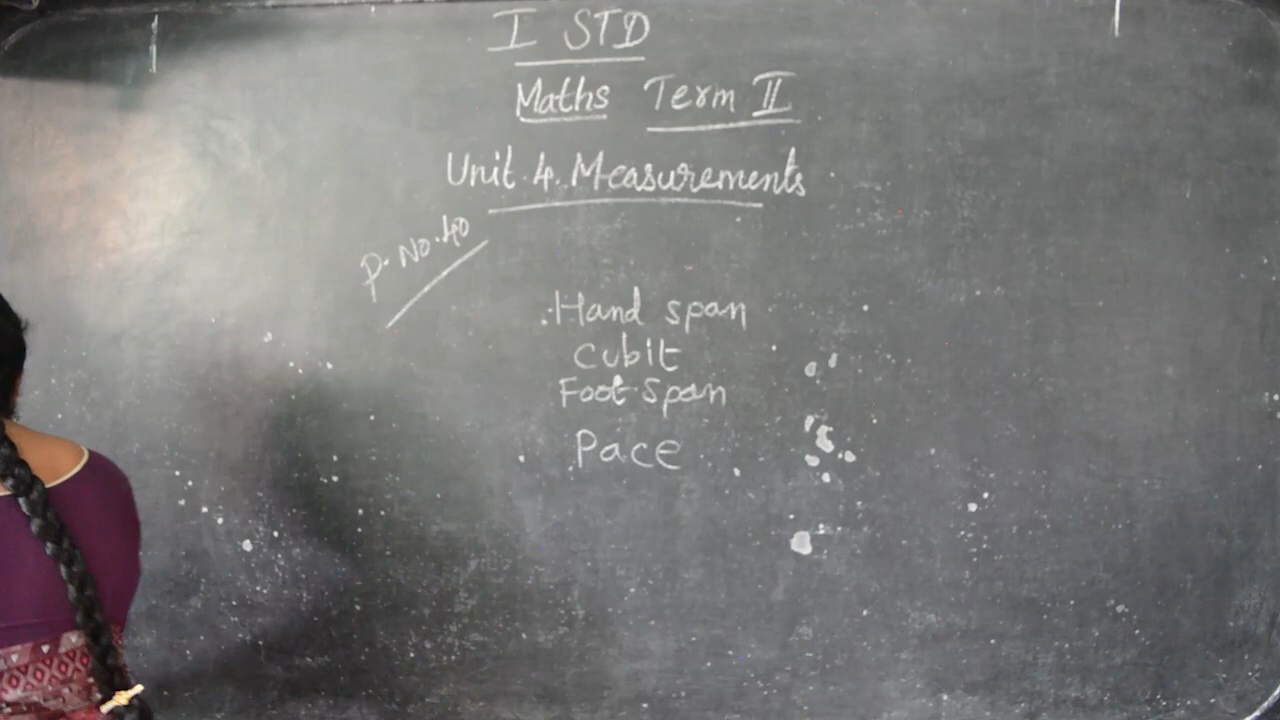 I STD
Maths Term II
Unit. 4. Measurements
P. No. 40
Hand span
Cubit
Foot Span
Pace